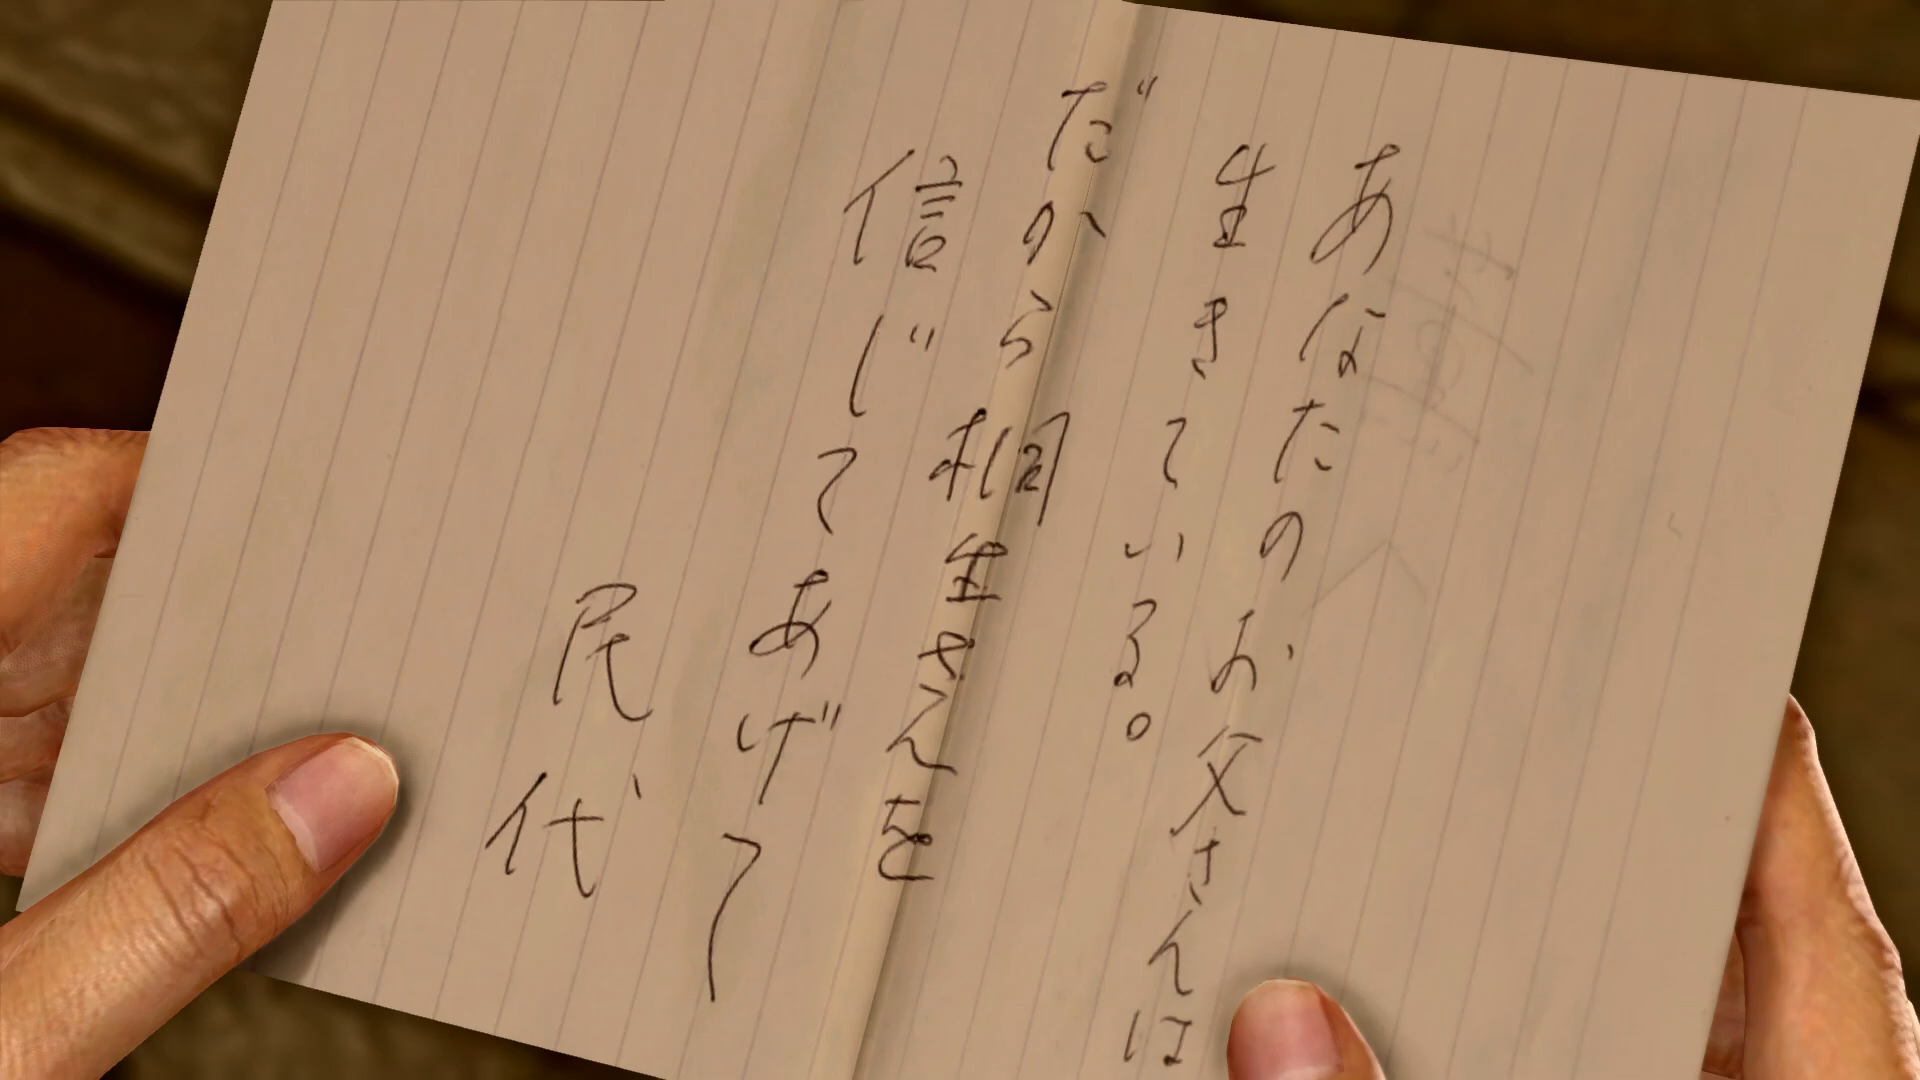 あなたのお父さんは
生きている。
だから桐生さんを
信じてあげて
民代